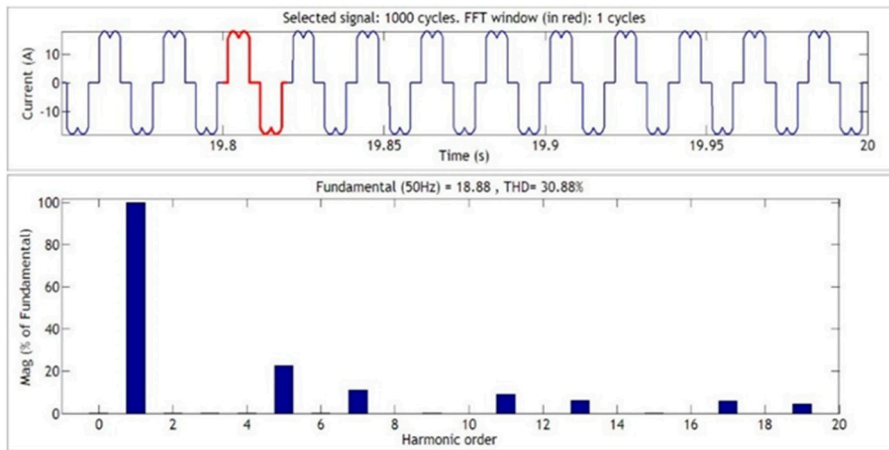 Selected signal: 1000 cycles. FFT window (in red): 1 cycles
Current (A)
10
0
-10
19.8 19.85 19.9 19.95 20
Time (s)
Fundamental (50Hz) = 18.88 , THD= 30.88%
Mag (% of Fundamental)
100
80
60
40
20
0
0 2 4 6 8 10 12 14 16 18 20
Harmonic order